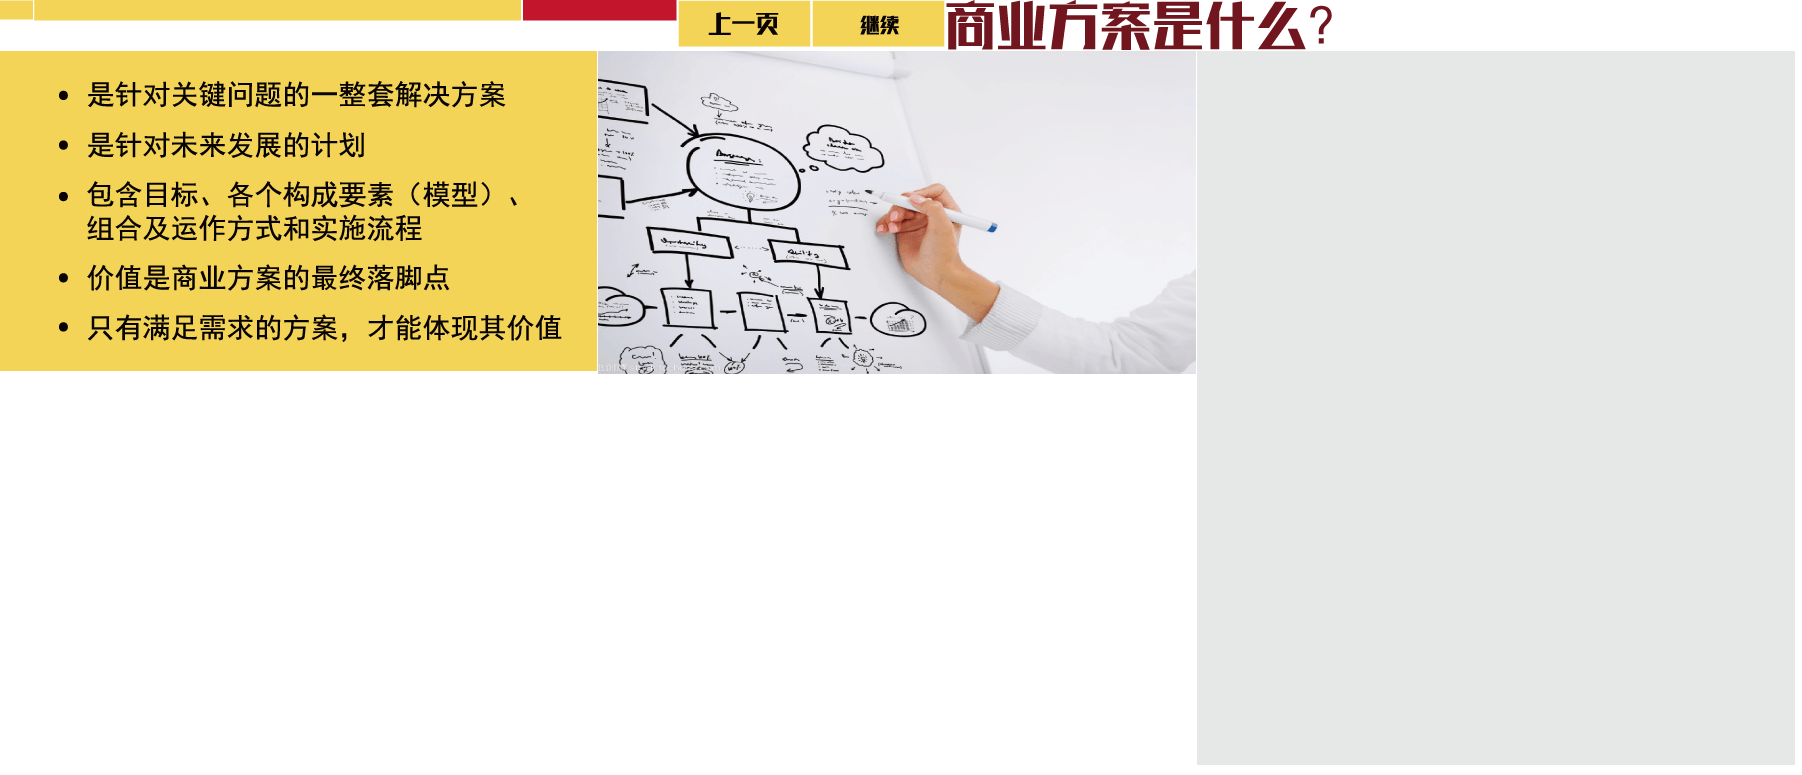 上一页
继续
商业方案是什么?
• 是针对关键问题的一整套解决方案
• 是针对未来发展的计划
• 包含目标、各个构成要素（模型）、
组合及运作方式和实施流程
• 价值是商业方案的最终落脚点
• 只有满足需求的方案，才能体现其价值